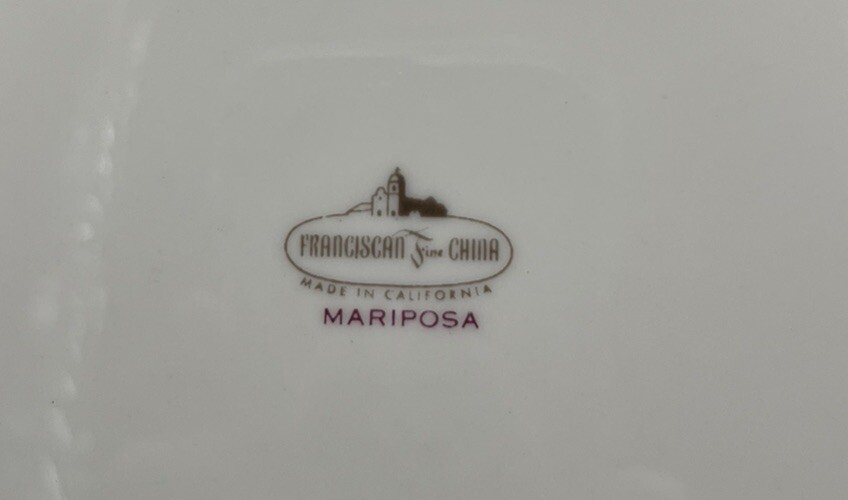 FRANCISCAN Fine CHINA
MADE IN CALIFORNIA
MARIPOSA